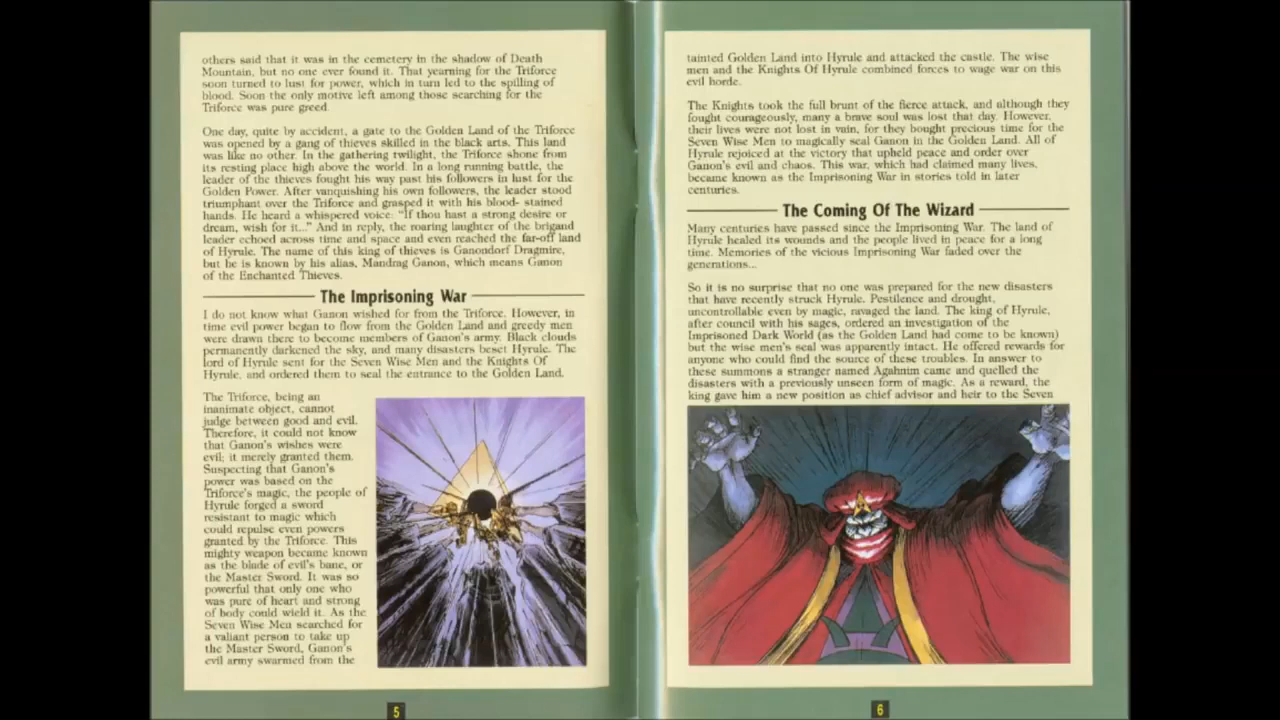 others said that it was in the cemetery in the shadow of Death
Mountain, but no one ever found it. That yearning for the Triforce
soon turned to lust for power, which in turn led to the spilling of
blood. Soon the only motive left among those searching for the
Triforce was pure greed.
One day, quite by accident, a gate to the Golden Land of the Triforce
was opened by a gang of thieves skilled in the black arts. This land
was like no other. In the gathering twilight, the Triforce shone from
its resting place high above the world. In a long running battle, the
leader of the thieves fought his way past his followers in lust for the
Golden Power. After vanquishing his own followers, the leader stood
triumphant over the Triforce and grasped it with his blood- stained
hands. He heard a whispered voice: "If thou hast a strong desire or
dream, wish for it..." And in reply, the roaring laughter of the brigand
leader echoed across time and space and even reached the far-off land
of Hyrule. The name of this king of thieves is Ganondorf Dragmire,
but he is known by his alias, Mandrag Ganon, which means Ganon
of the Enchanted Thieves.
The Imprisoning War
I do not know what Ganon wished for from the Triforce. However, in
time evil power began to flow from the Golden Land and greedy men
were drawn there to become members of Ganon's army. Black clouds
permanently darkened the sky, and many disasters beset Hyrule. The
lord of Hyrule sent for the Seven Wise Men and the Knights Of
Hyrule, and ordered them to seal the entrance to the Golden Land.
The Triforce, being an
inanimate object, cannot
judge between good and evil.
Therefore, it could not know
that Ganon's wishes were
evil; it merely granted them.
Suspecting that Ganon's
power was based on the
Triforce's magic, the people of
Hyrule forged a sword
resistant to magic which
could repulse even powers
granted by the Triforce. This
mighty weapon became known
as the blade of evil's bane, or
the Master Sword. It was so
powerful that only one who
was pure of heart and strong
of body could wield it. As the
Seven Wise Men searched for
a valiant person to take up
the Master Sword, Ganon's
evil army swarmed from the
5
tainted Golden Land into Hyrule and attacked the castle. The wise
men and the Knights Of Hyrule combined forces to wage war on this
evil horde.
The Knights took the full brunt of the fierce attack, and although they
fought courageously, many a brave soul was lost that day. However,
their lives were not lost in vain, for they bought precious time for the
Seven Wise Men to magically seal Ganon in the Golden Land. All of
Hyrule rejoiced at the victory that upheld peace and order over
Ganon's evil and chaos. This war, which had claimed many lives,
became known as the Imprisoning War in stories told in later
centuries.
The Coming Of The Wizard
Many centuries have passed since the Imprisoning War. The land of
Hyrule healed its wounds and the people lived in peace for a long
time. Memories of the vicious Imprisoning War faded over the
generations...
So it is no surprise that no one was prepared for the new disasters
that have recently struck Hyrule. Pestilence and drought,
uncontrollable even by magic, ravaged the land. The king of Hyrule,
after council with his sages, ordered an investigation of the
Imprisoned Dark World (as the Golden Land had come to be known)
but the wise men's seal was apparently intact. He offered rewards for
anyone who could find the source of these troubles. In answer to
these summons a stranger named Agahnim came and quelled the
disasters with a previously unseen form of magic. As a reward, the
king gave him a new position as chief advisor and heir to the Seven
6